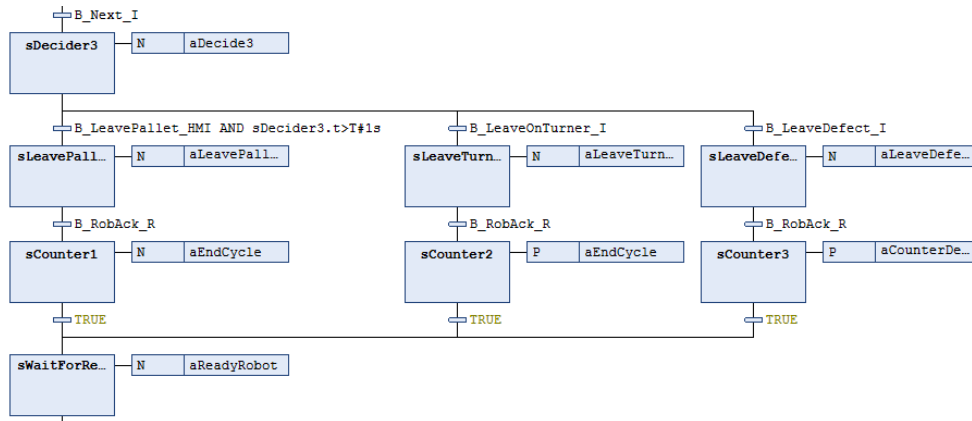 B_Next_I
sDecider3 N aDecide3
B_LeavePallet_HMI AND sDecider3.t>T#1s B_LeaveOnTurner_I B_LeaveDefect_I
sLeavePall… N aLeavePall… sLeaveTurn… N aLeaveTurn… sLeaveDefe… N aLeaveDefe…
B_RobAck_R B_RobAck_R B_RobAck_R
sCounter1 N aEndCycle sCounter2 P aEndCycle sCounter3 P aCounterDe…
TRUE TRUE TRUE
sWaitForRe… N aReadyRobot